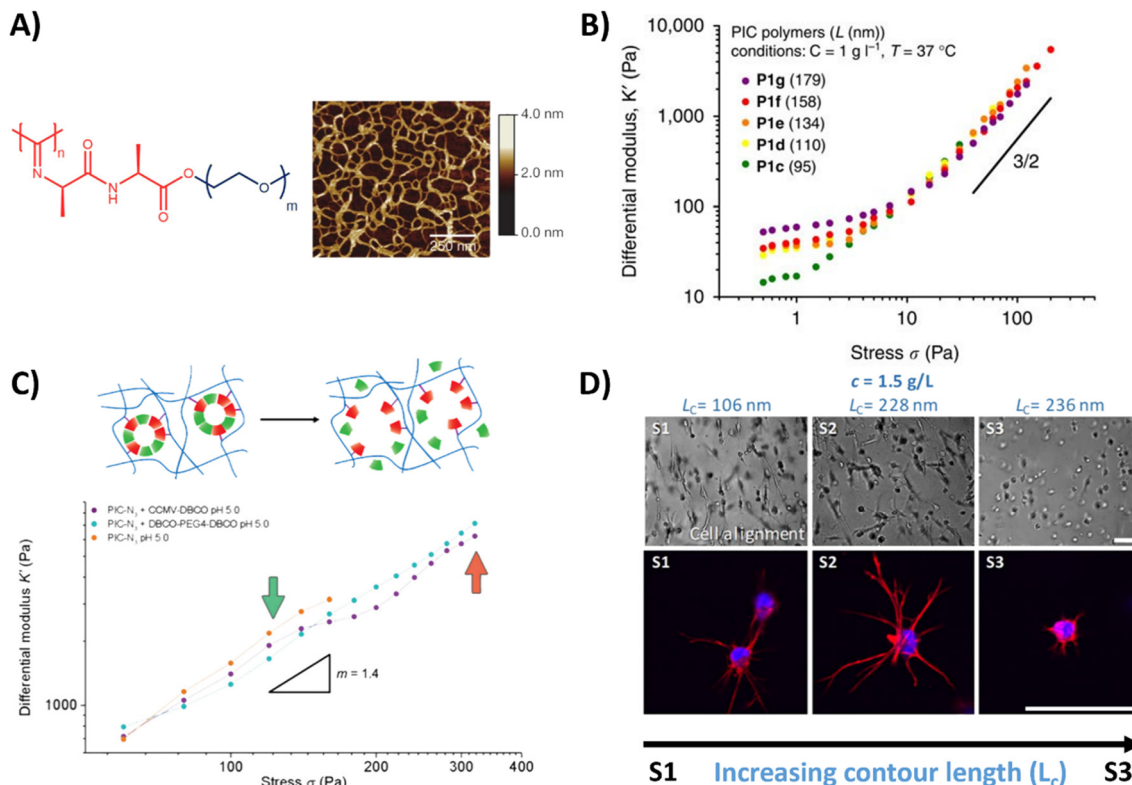 A)
n
O
N
N
H
O
O
O
m
4.0 nm
2.0 nm
0.0 nm
250 nm
B)
Differential modulus, K′ (Pa)
10,000
1,000
100
10
PIC polymers (L (nm))
conditions: C = 1 g l⁻¹, T = 37 °C
P1g (179)
P1f (158)
P1e (134)
P1d (110)
P1c (95)
3/2
1
10
100
Stress σ (Pa)
C)
Differential modulus K' (Pa)
PIC-N₃ + CCMV-DBCO pH 5.0
PIC-N₃ + DBCO-PEG4-DBCO pH 5.0
PIC-N₃ pH 5.0
m = 1.4
1000
100
200
300
400
Stress σ (Pa)
D)
c = 1.5 g/L
L_C= 106 nm
L_C= 228 nm
L_C= 236 nm
S1
S2
S3
Cell alignment
S1
S2
S3
S1
Increasing contour length (L_c)
S3